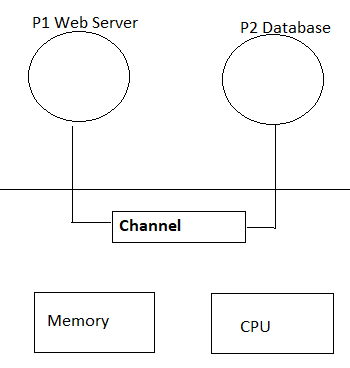 P1 Web Server
P2 Database
Channel
Memory
CPU